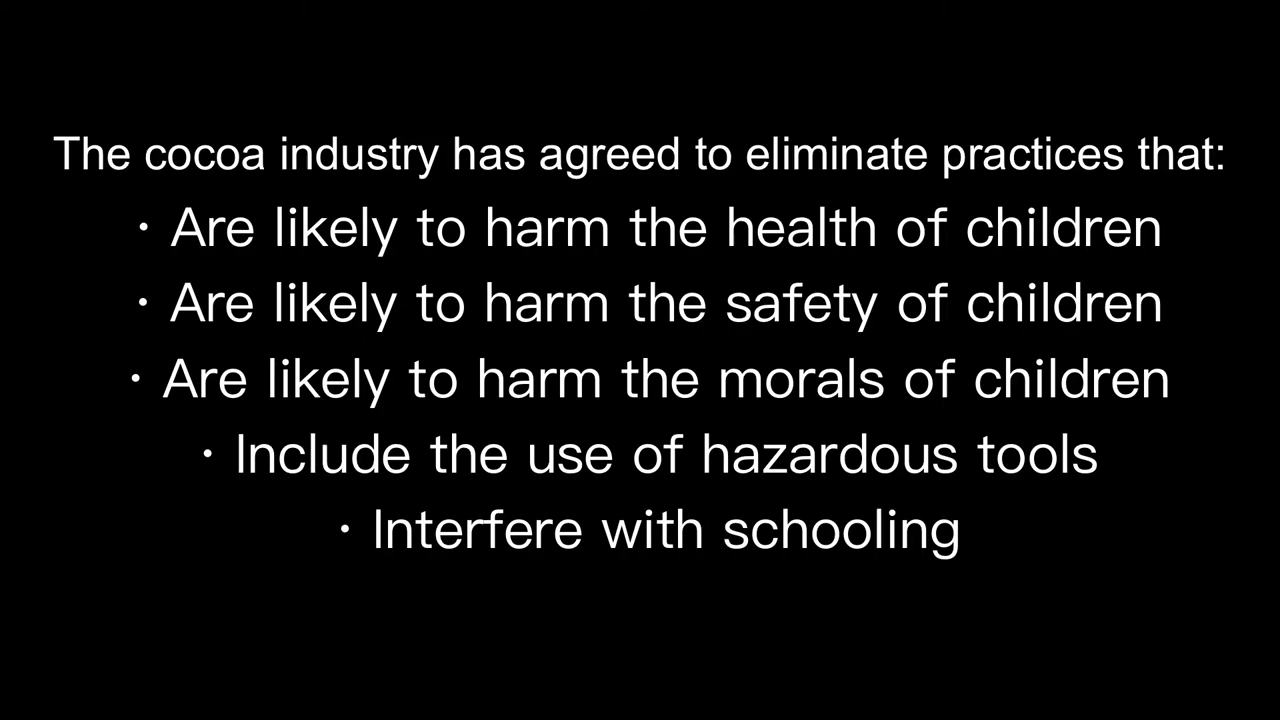 The cocoa industry has agreed to eliminate practices that:
· Are likely to harm the health of children
· Are likely to harm the safety of children
· Are likely to harm the morals of children
· Include the use of hazardous tools
· Interfere with schooling